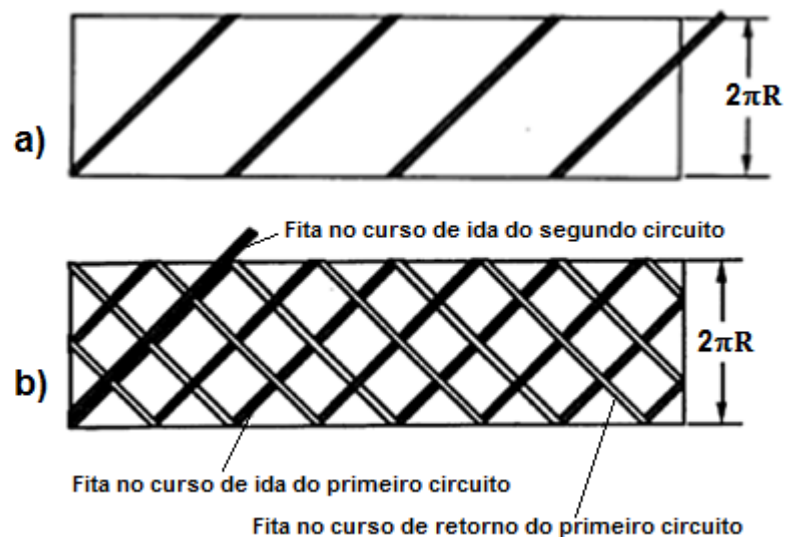 a)
2πR
Fita no curso de ida do segundo circuito
b)
2πR
Fita no curso de ida do primeiro circuito
Fita no curso de retorno do primeiro circuito